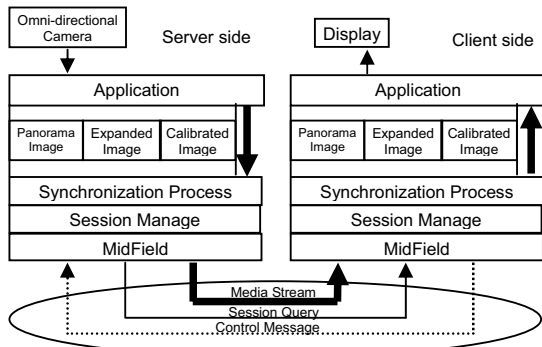 Omni-directional
Camera
Server side
Display
Client side
Application
Application
Panorama
Image
Expanded
Image
Calibrated
Image
Panorama
Image
Expanded
Image
Calibrated
Image
Synchronization Process
Synchronization Process
Session Manage
Session Manage
MidField
MidField
Media Stream
Session Query
Control Message